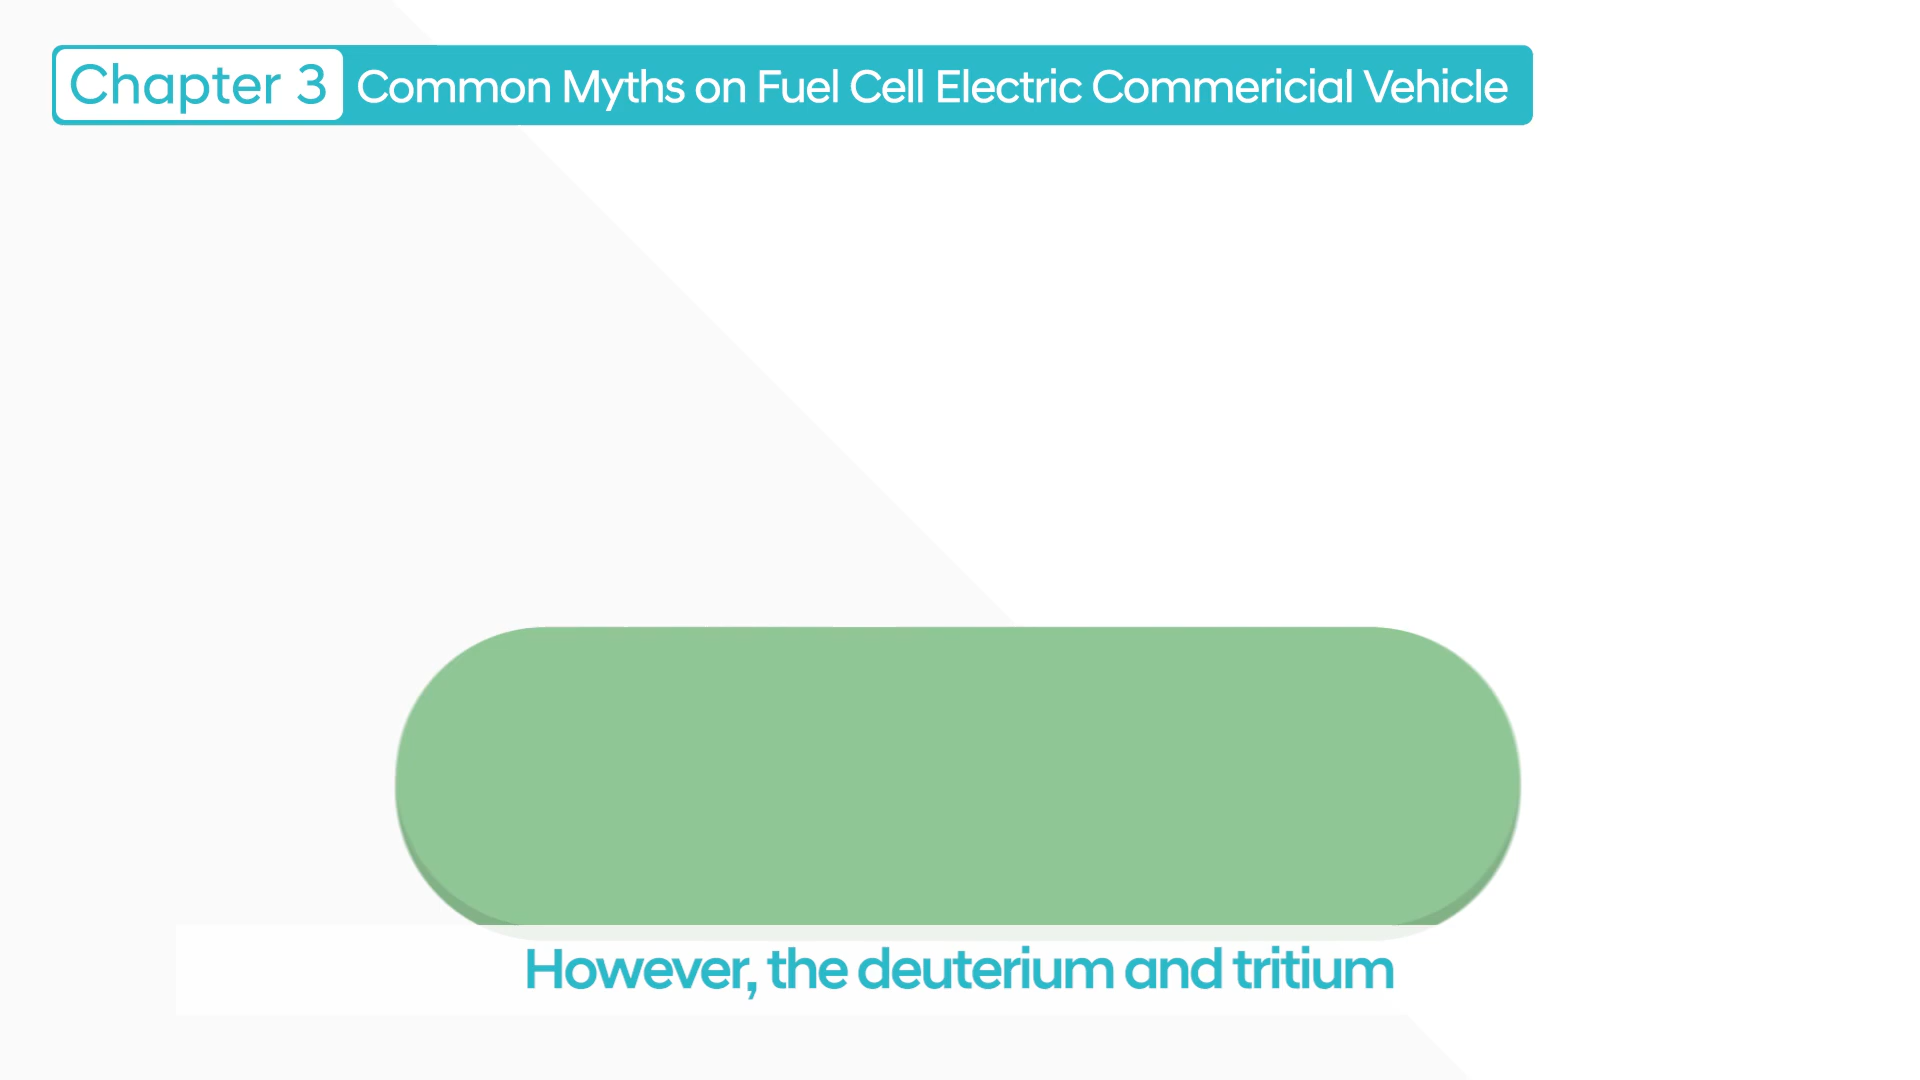 Chapter 3 Common Myths on Fuel Cell Electric Commericial Vehicle
However, the deuterium and tritium